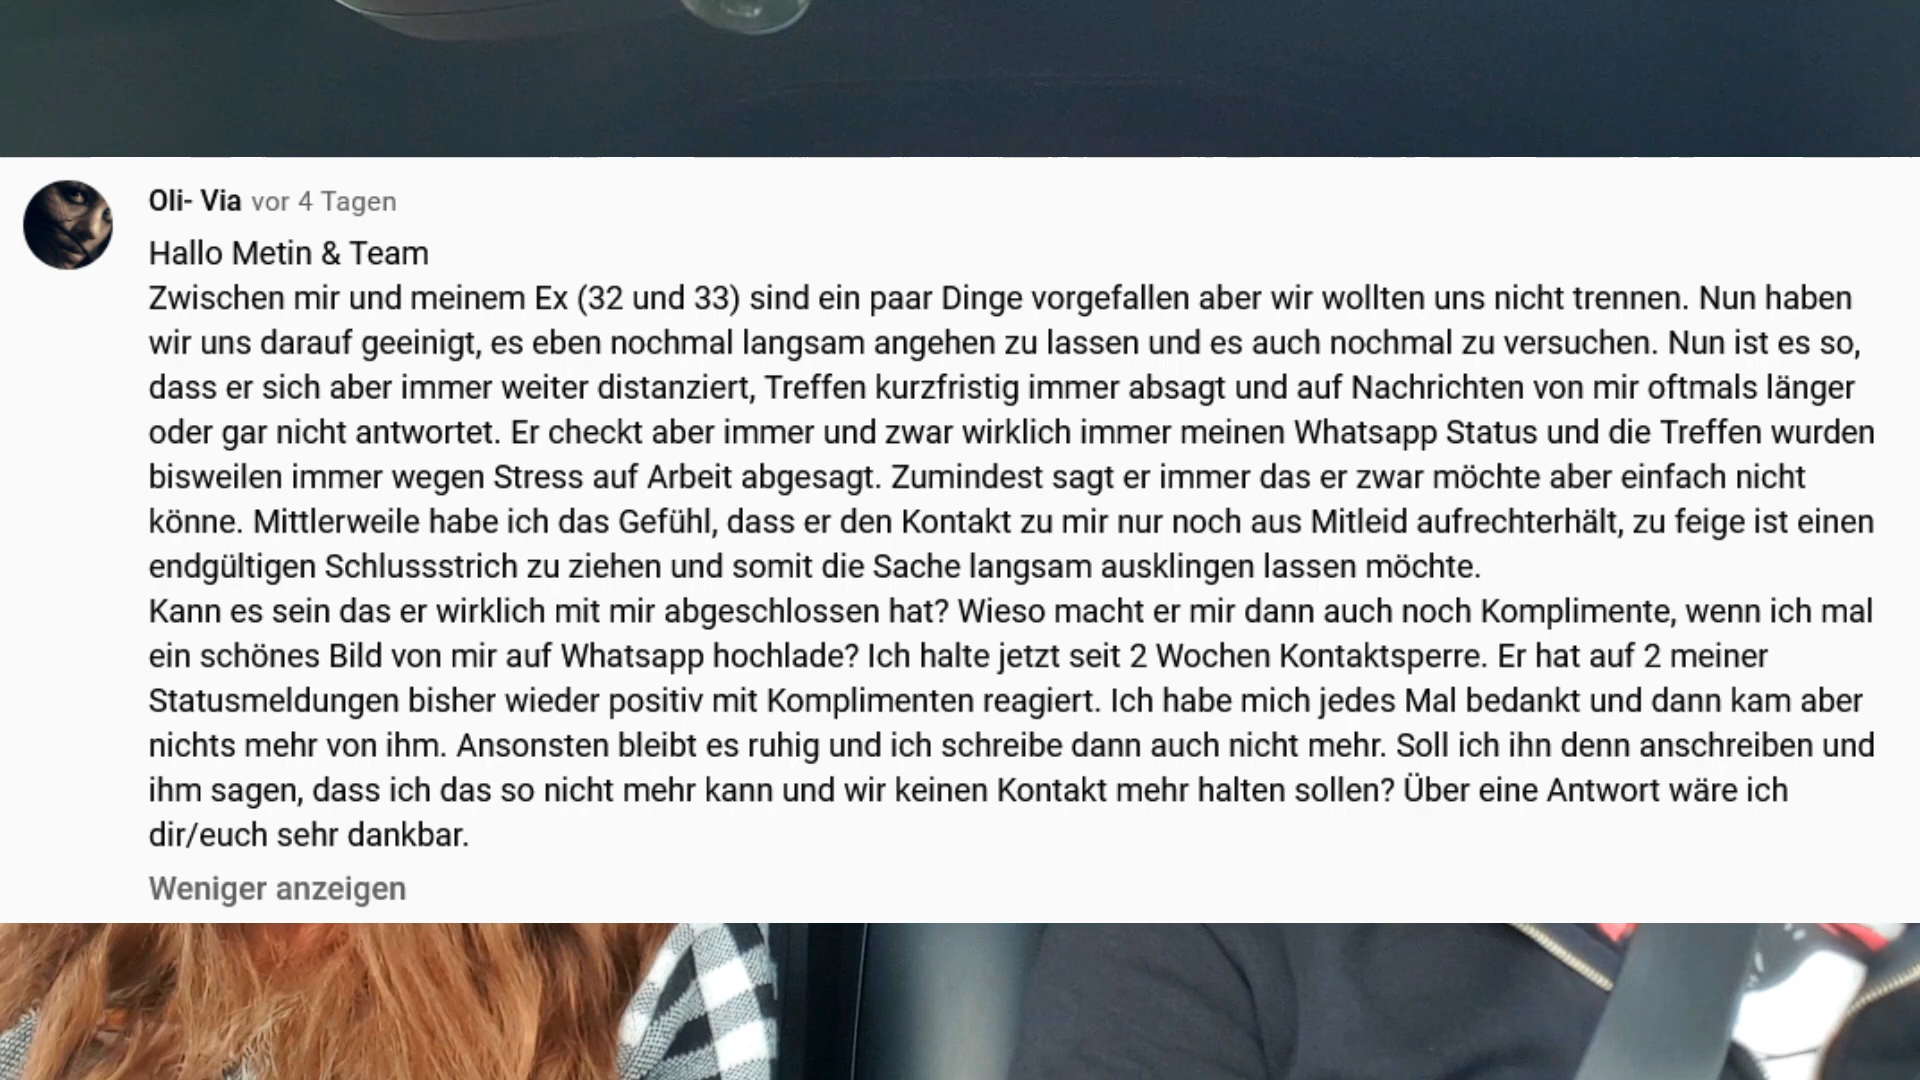 Oli- Via vor 4 Tagen
Hallo Metin & Team
Zwischen mir und meinem Ex (32 und 33) sind ein paar Dinge vorgefallen aber wir wollten uns nicht trennen. Nun haben
wir uns darauf geeinigt, es eben nochmal langsam angehen zu lassen und es auch nochmal zu versuchen. Nun ist es so,
dass er sich aber immer weiter distanziert, Treffen kurzfristig immer absagt und auf Nachrichten von mir oftmals länger
oder gar nicht antwortet. Er checkt aber immer und zwar wirklich immer meinen Whatsapp Status und die Treffen wurden
bisweilen immer wegen Stress auf Arbeit abgesagt. Zumindest sagt er immer das er zwar möchte aber einfach nicht
könne. Mittlerweile habe ich das Gefühl, dass er den Kontakt zu mir nur noch aus Mitleid aufrechterhält, zu feige ist einen
endgültigen Schlussstrich zu ziehen und somit die Sache langsam ausklingen lassen möchte.
Kann es sein das er wirklich mit mir abgeschlossen hat? Wieso macht er mir dann auch noch Komplimente, wenn ich mal
ein schönes Bild von mir auf Whatsapp hochlade? Ich halte jetzt seit 2 Wochen Kontaktsperre. Er hat auf 2 meiner
Statusmeldungen bisher wieder positiv mit Komplimenten reagiert. Ich habe mich jedes Mal bedankt und dann kam aber
nichts mehr von ihm. Ansonsten bleibt es ruhig und ich schreibe dann auch nicht mehr. Soll ich ihn denn anschreiben und
ihm sagen, dass ich das so nicht mehr kann und wir keinen Kontakt mehr halten sollen? Über eine Antwort wäre ich
dir/euch sehr dankbar.
Weniger anzeigen